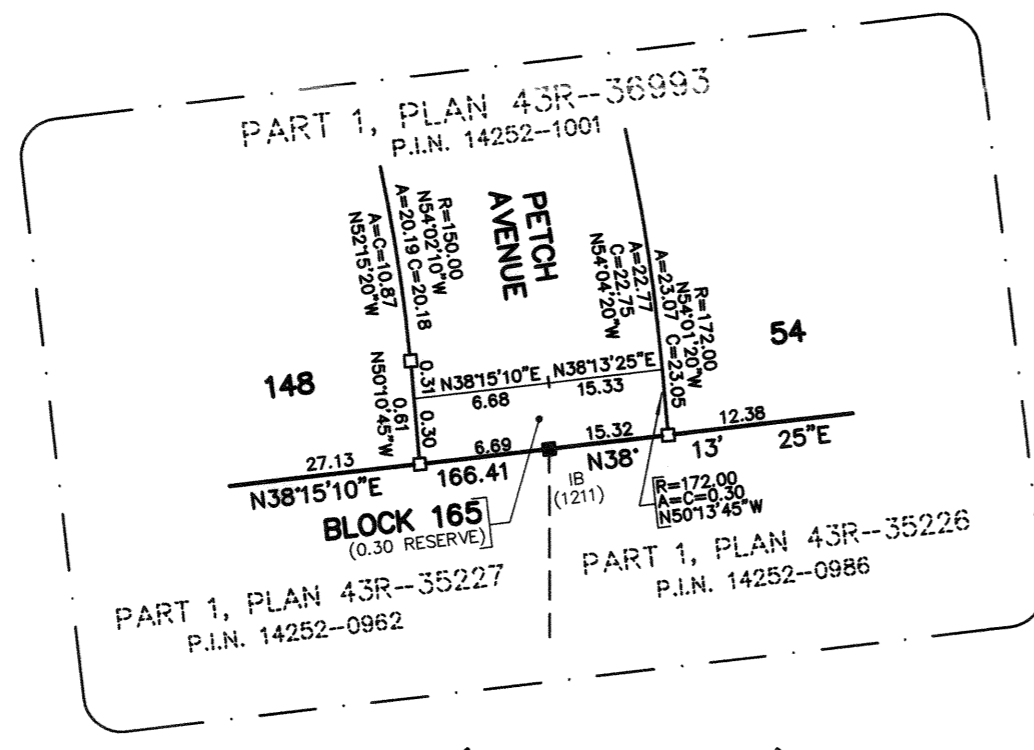 PART 1, PLAN 43R--36993
P.I.N. 14252--1001
PETCH
AVENUE
R=150.00
N54°02'10"W
A=20.19 C=20.18
A=C=10.87
N52°15'20"W
R=172.00
N54°01'20"W
A=23.07 C=23.05
A=22.77
C=22.75
N54°04'20"W
148
54
0.31
0.30
0.61
N50°10'45"W
N38°15'10"E
6.68
N38°13'25"E
15.33
27.13
6.69
15.32
12.38
N38°15'10"E
166.41
N38° 13' 25"E
IB
(1211)
R=172.00
A=C=0.30
N50°13'45"W
BLOCK 165
(0.30 RESERVE)
PART 1, PLAN 43R--35227
P.I.N. 14252--0962
PART 1, PLAN 43R--35226
P.I.N. 14252--0986